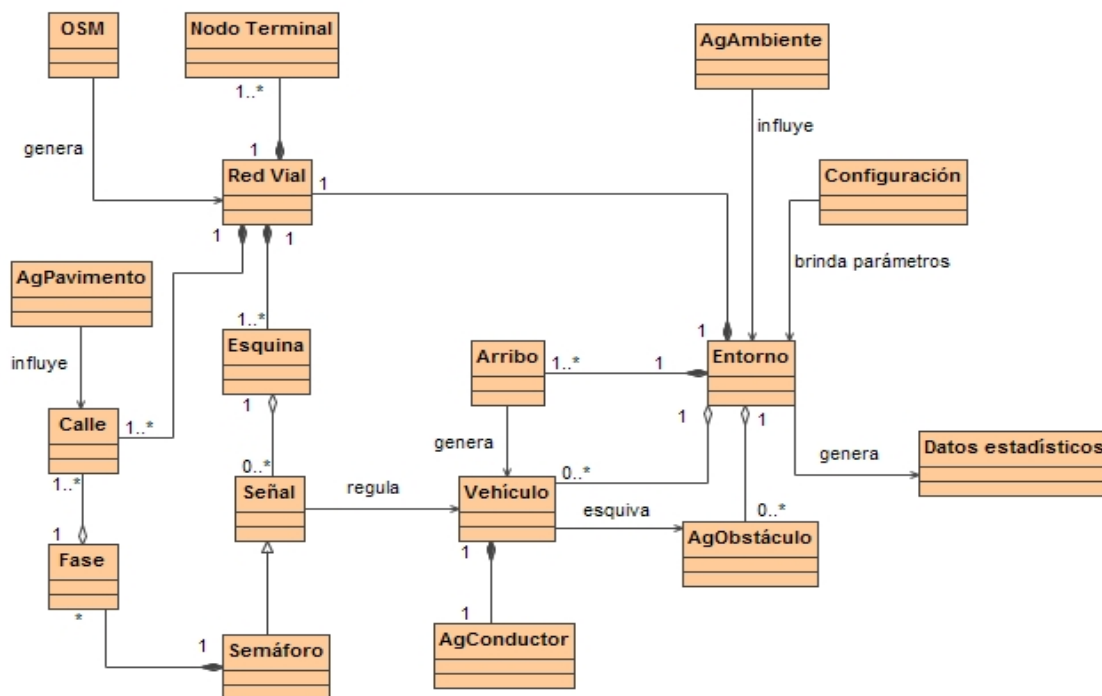 OSM
Nodo Terminal
AgAmbiente
1..*
genera
influye
1
Red Vial
1
Configuración
1
1
AgPavimento
brinda parámetros
1..*
1
influye
Esquina
Arribo
1..*
1
Entorno
1
1
1
Calle
1..*
genera
genera
Datos estadísticos
1..*
0..*
Señal
regula
Vehículo
0..*
esquiva
0..*
1
AgObstáculo
Fase
1
*
1
Semáforo
1
AgConductor